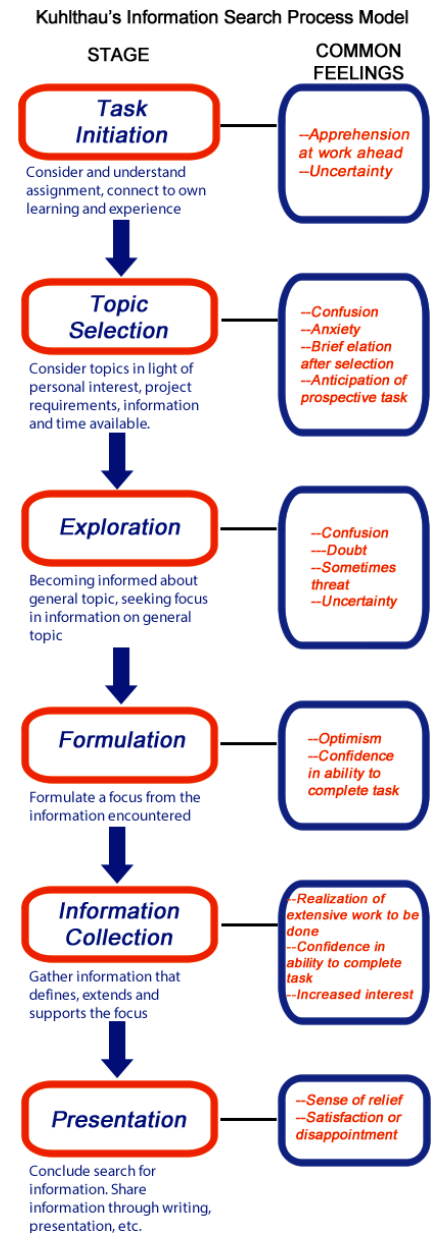 Kuhlthau's Information Search Process Model
STAGE
COMMON
FEELINGS
Task
Initiation
--Apprehension
at work ahead
--Uncertainty
Consider and understand
assignment, connect to own
learning and experience
Topic
Selection
--Confusion
--Anxiety
--Brief elation
after selection
--Anticipation of
prospective task
Consider topics in light of
personal interest, project
requirements, information
and time available.
Exploration
--Confusion
---Doubt
--Sometimes
threat
--Uncertainty
Becoming informed about
general topic, seeking focus
in information on general
topic
Formulation
--Optimism
--Confidence
in ability to
complete task
Formulate a focus from the
information encountered
Information
Collection
--Realization of
extensive work to be
done
--Confidence in
ability to complete
task
--Increased interest
Gather information that
defines, extends and
supports the focus
Presentation
--Sense of relief
--Satisfaction or
disappointment
Conclude search for
information. Share
information through writing,
presentation, etc.